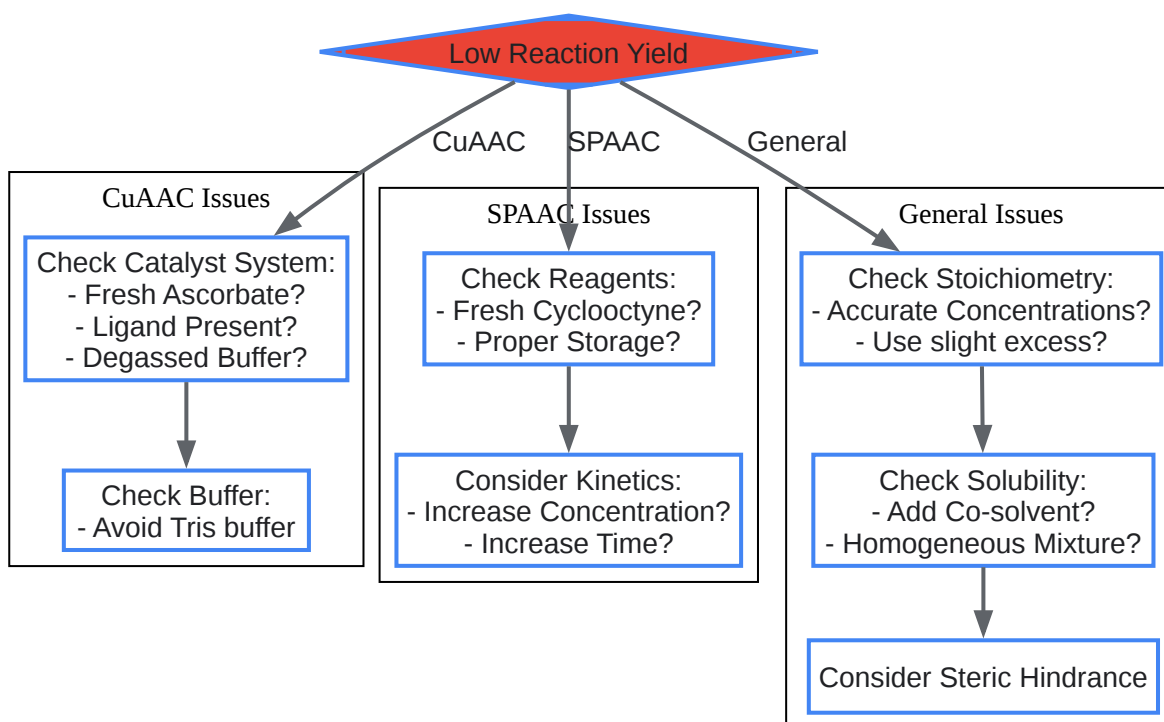 Low Reaction Yield
CuAAC
SPAAC
General
CuAAC Issues
Check Catalyst System:
- Fresh Ascorbate?
- Ligand Present?
- Degassed Buffer?
Check Buffer:
- Avoid Tris buffer
SPAAC Issues
Check Reagents:
- Fresh Cyclooctyne?
- Proper Storage?
Consider Kinetics:
- Increase Concentration?
- Increase Time?
General Issues
Check Stoichiometry:
- Accurate Concentrations?
- Use slight excess?
Check Solubility:
- Add Co-solvent?
- Homogeneous Mixture?
Consider Steric Hindrance